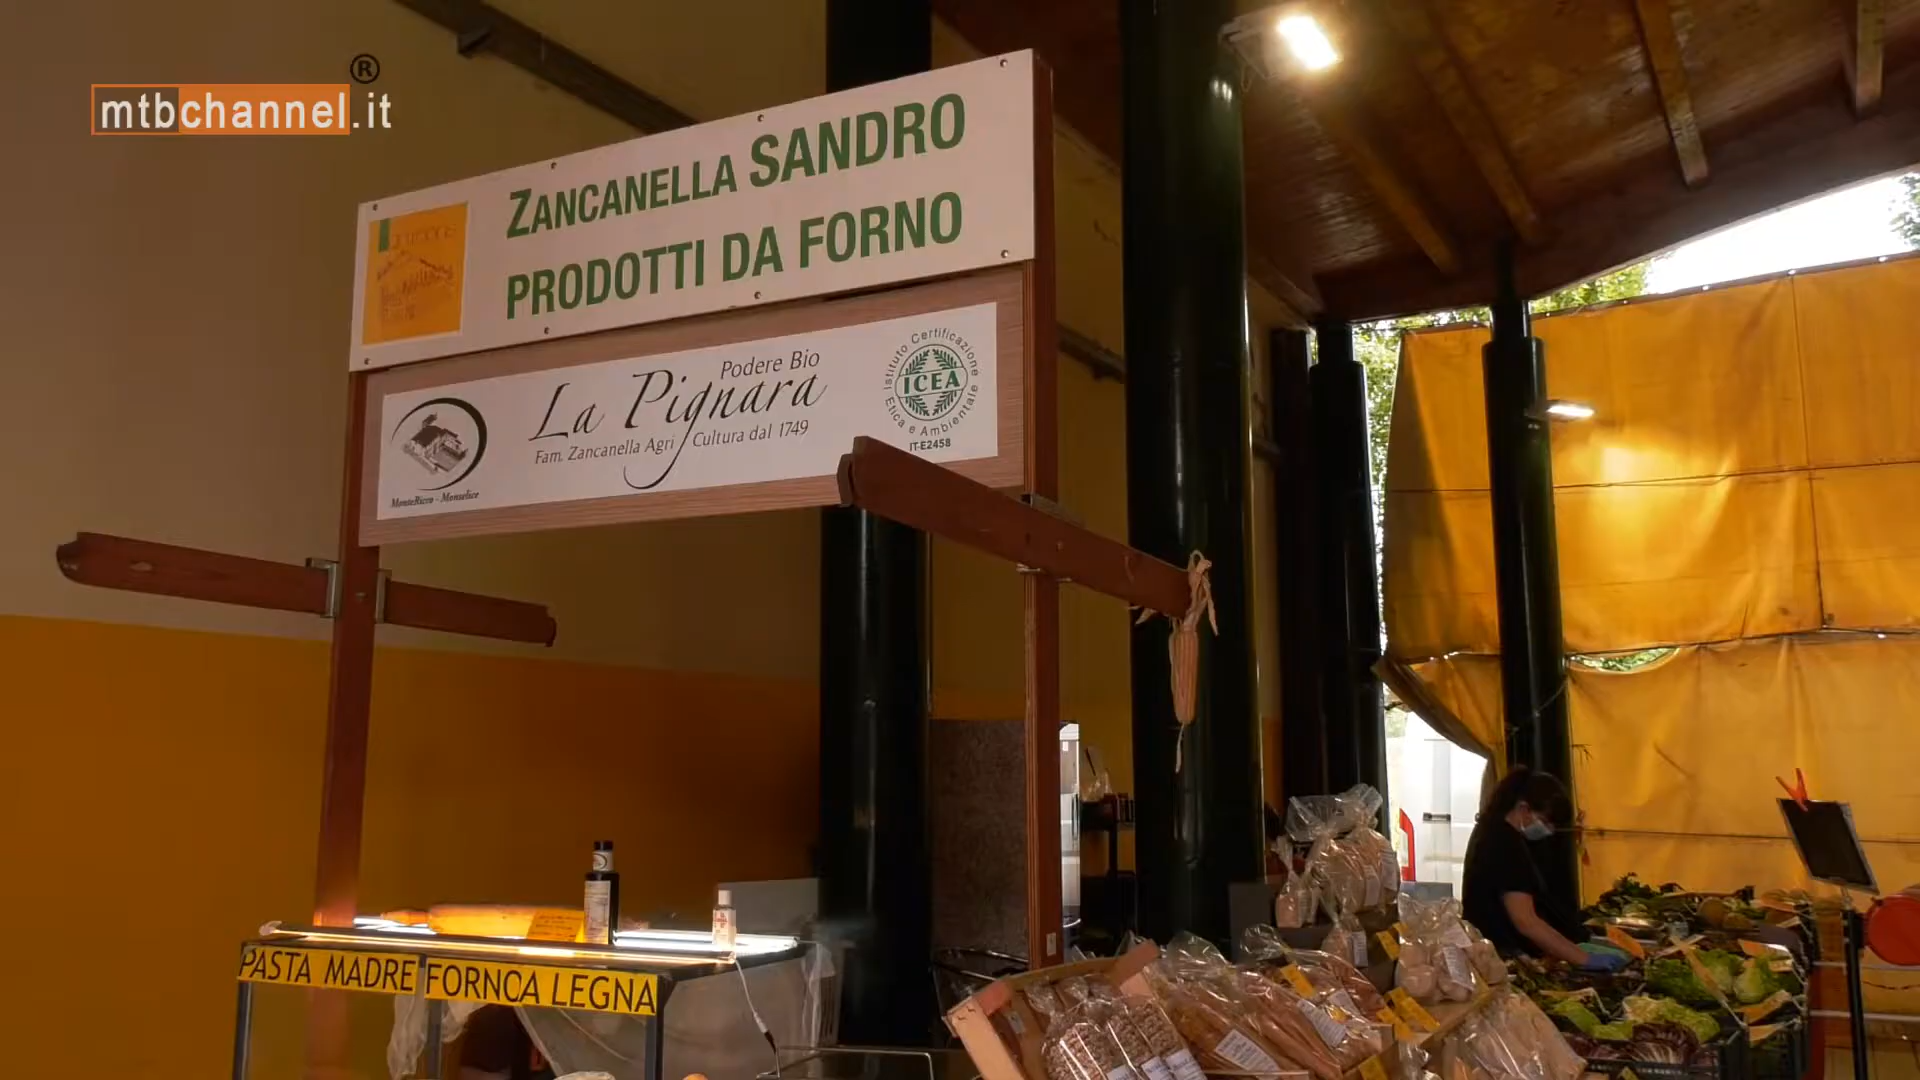 mtbchannel.it ®
ZANCANELLA SANDRO
PRODOTTI DA FORNO
Podere Bio
La Pignara
Fam. Zancanella Agri Cultura dal 1749
MonteRicco - Monselice
Istituto Certificazione
ICEA
Etica e Ambientale
IT-E2458
PASTA MADRE FORNO A LEGNA